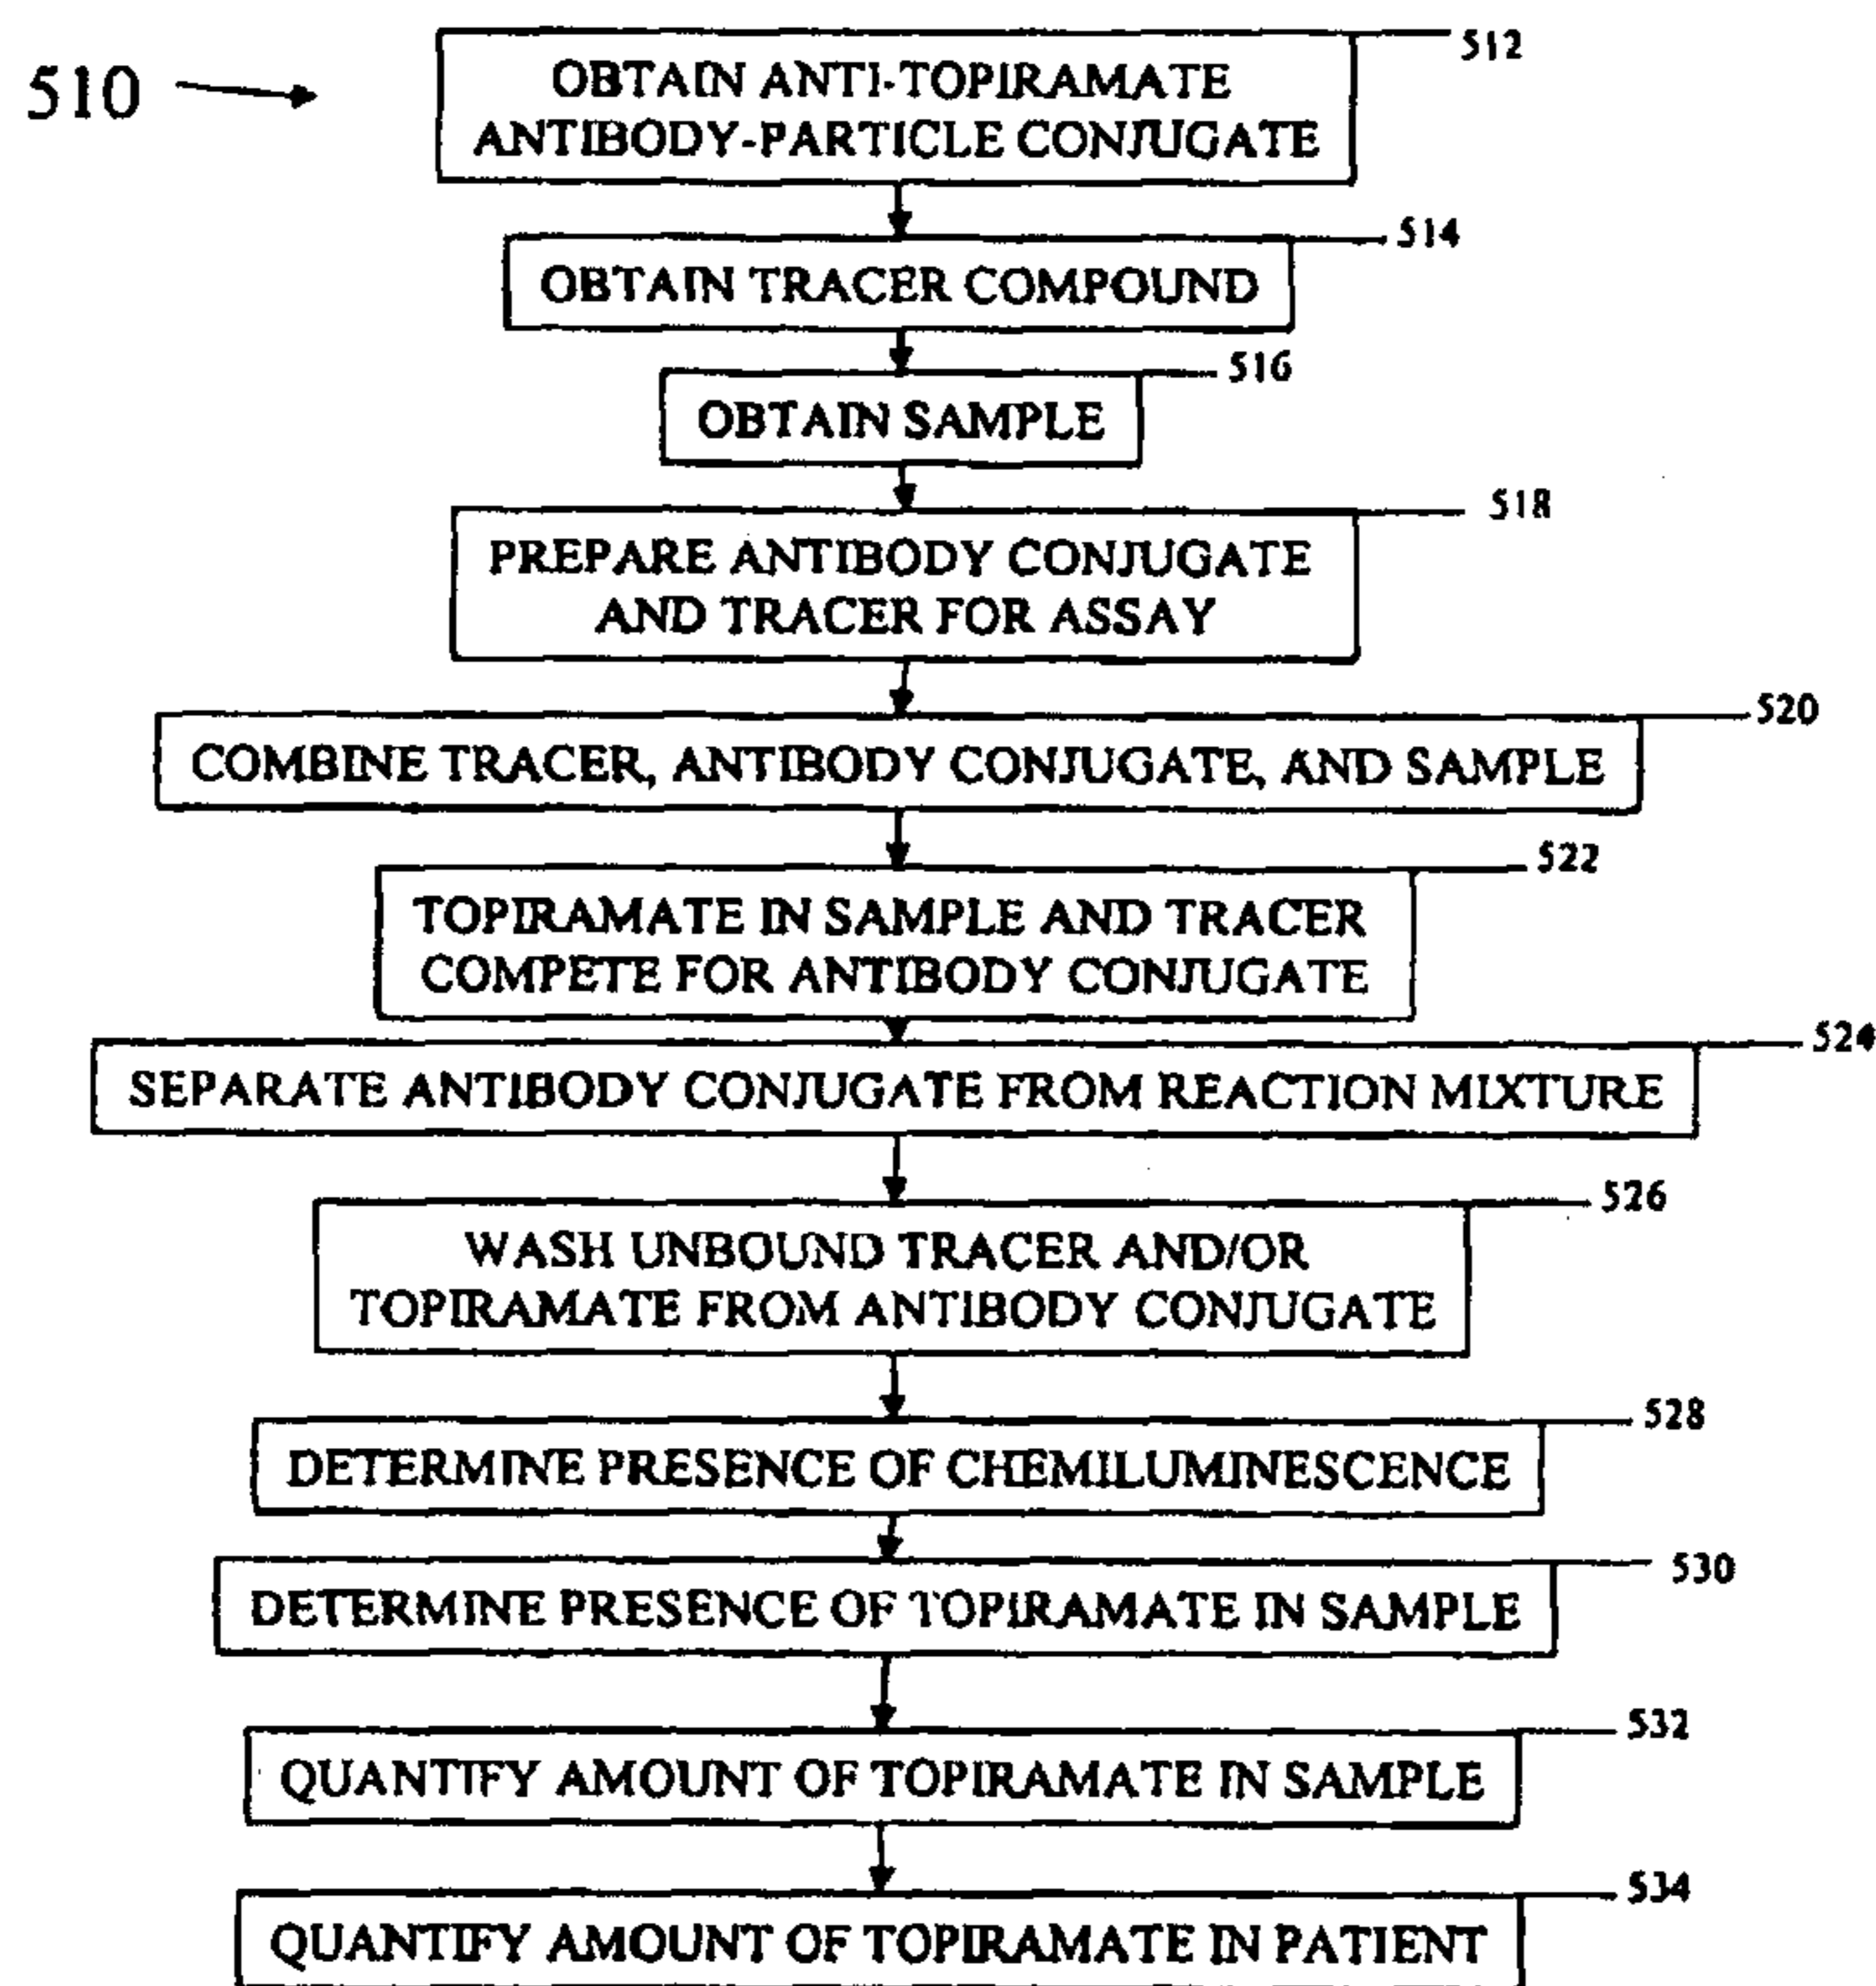 510
512
OBTAIN ANTI-TOPIRAMATE
ANTIBODY-PARTICLE CONJUGATE
514
OBTAIN TRACER COMPOUND
516
OBTAIN SAMPLE
518
PREPARE ANTIBODY CONJUGATE
AND TRACER FOR ASSAY
520
COMBINE TRACER, ANTIBODY CONJUGATE, AND SAMPLE
522
TOPIRAMATE IN SAMPLE AND TRACER
COMPETE FOR ANTIBODY CONJUGATE
524
SEPARATE ANTIBODY CONJUGATE FROM REACTION MIXTURE
526
WASH UNBOUND TRACER AND/OR
TOPIRAMATE FROM ANTIBODY CONJUGATE
528
DETERMINE PRESENCE OF CHEMILUMINESCENCE
530
DETERMINE PRESENCE OF TOPIRAMATE IN SAMPLE
532
QUANTIFY AMOUNT OF TOPIRAMATE IN SAMPLE
534
QUANTIFY AMOUNT OF TOPIRAMATE IN PATIENT